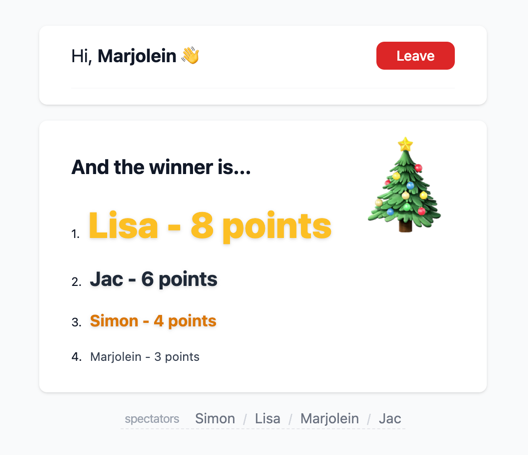 Hi, Marjolein 👋
Leave
And the winner is...
1. Lisa - 8 points
2. Jac - 6 points
3. Simon - 4 points
4. Marjolein - 3 points
spectators Simon / Lisa / Marjolein / Jac